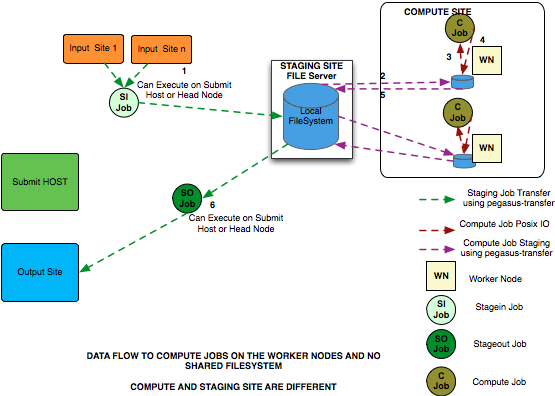 COMPUTE SITE
C
Job
4
3
WN
Input Site 1
Input Site n
1
STAGING SITE
FILE Server
2
5
Can Execute on Submit
Host or Head Node
SI
Job
Local
FileSystem
C
Job
WN
Submit HOST
SO
Job
6
Can Execute on Submit
Host or Head Node
Output Site
Staging Job Transfer
using pegasus-transfer
Compute Job Posix IO
Compute Job Staging
using pegasus-transfer
WN
Worker Node
SI
Job
Stagein Job
SO
Job
Stageout Job
C
Job
Compute Job
DATA FLOW TO COMPUTE JOBS ON THE WORKER NODES AND NO
SHARED FILESYSTEM
COMPUTE AND STAGING SITE ARE DIFFERENT